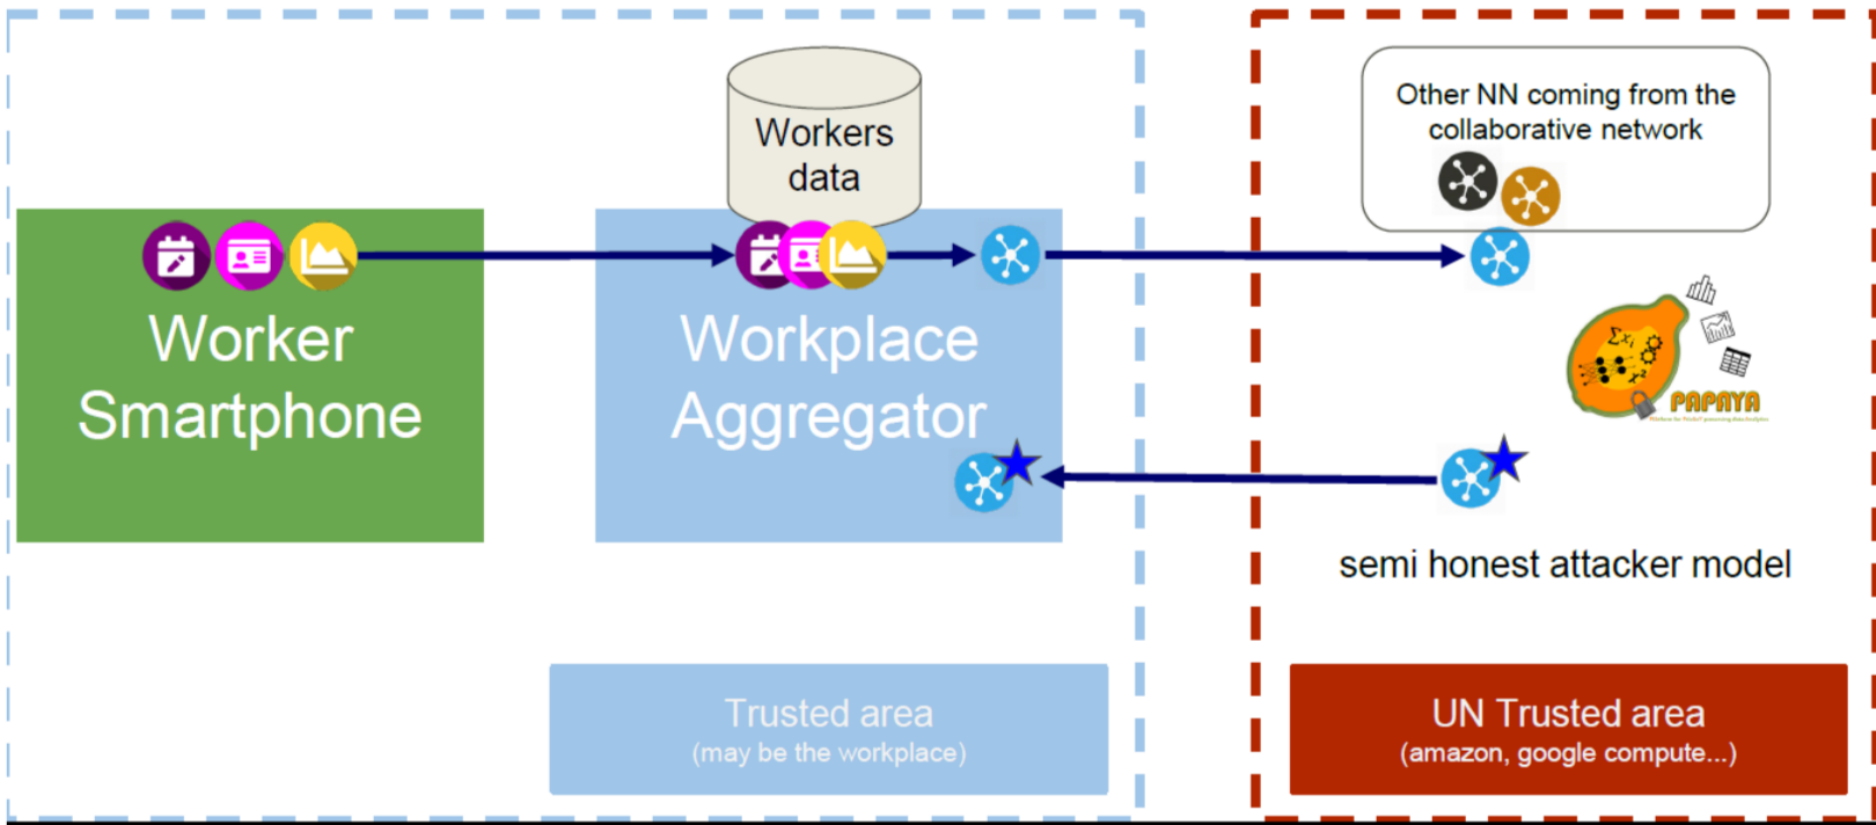 Other NN coming from the
collaborative network
Workers
data
Worker
Smartphone
Workplace
Aggregator
PAPAYA
semi honest attacker model
Trusted area
(may be the workplace)
UN Trusted area
(amazon, google compute...)